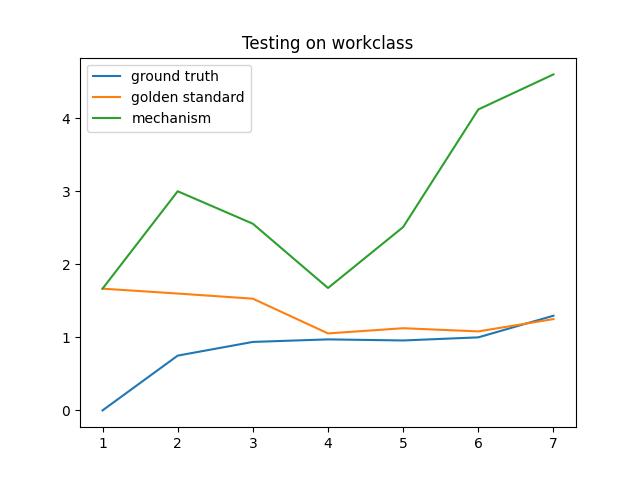 Testing on workclass
ground truth
golden standard
mechanism
4
3
2
1
0
1 2 3 4 5 6 7